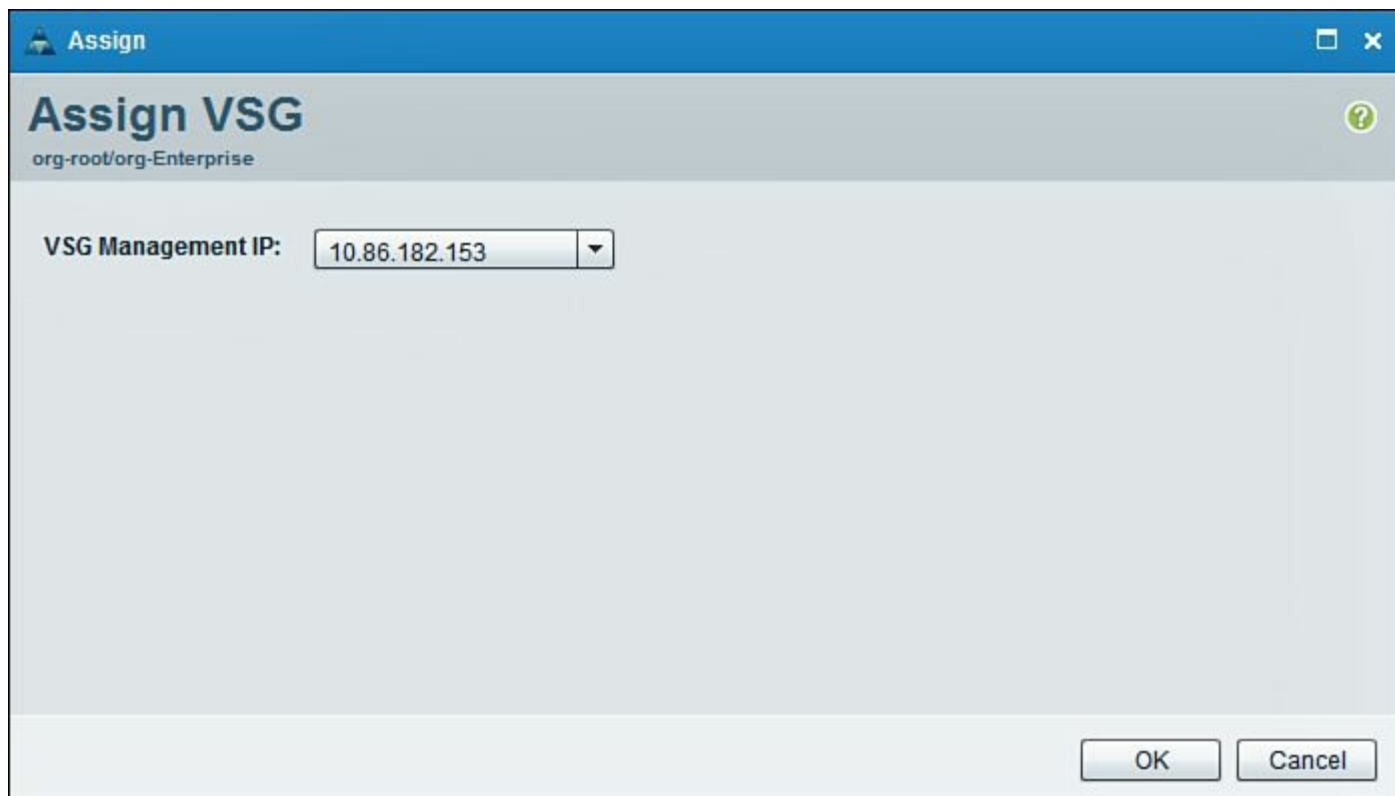 Assign
Assign VSG
org-root/org-Enterprise
VSG Management IP: 10.86.182.153
OK Cancel